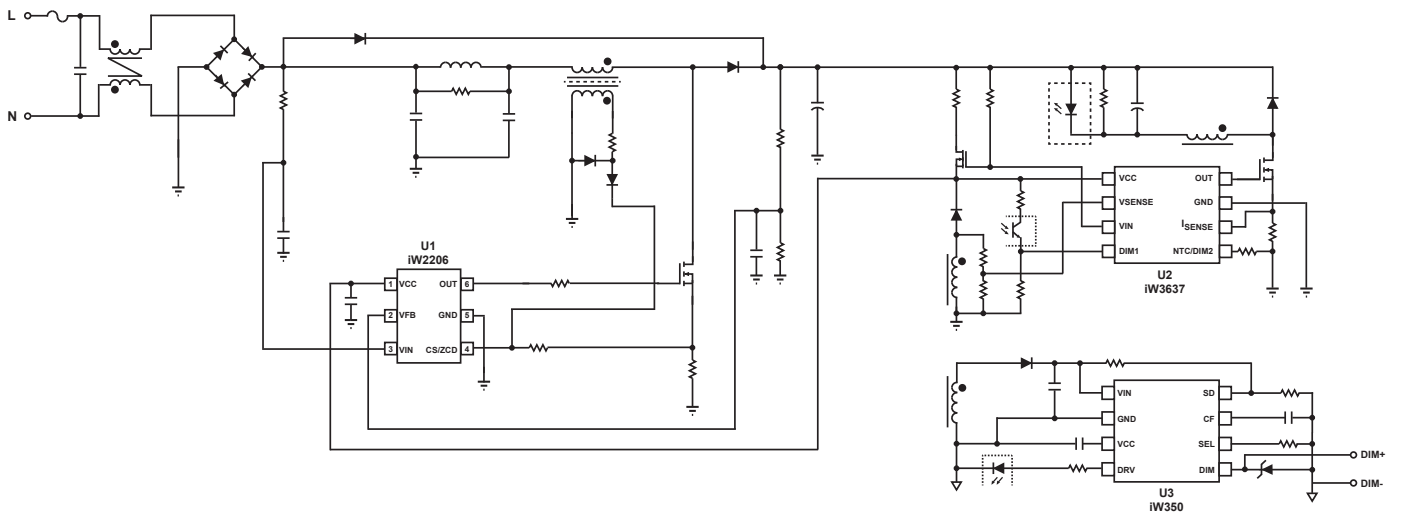 L
N
U1
iW2206
1 VCC OUT 6
2 VFB GND 5
3 VIN CS/ZCD 4
VCC OUT
VSENSE GND
VIN ISENSE
DIM1 NTC/DIM2
U2
iW3637
VIN SD
GND CF
VCC SEL
DRV DIM
U3
iW350
DIM+
DIM-